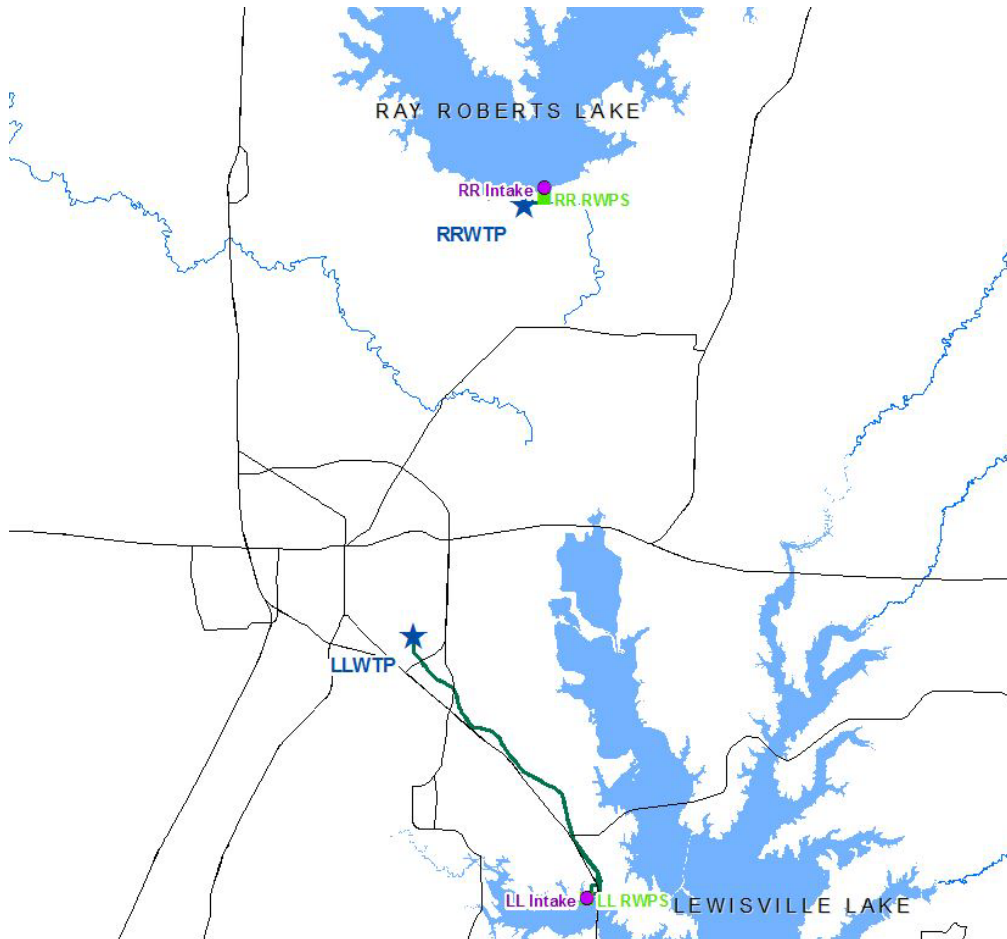 RAY ROBERTS LAKE
RR Intake
RR RWPS
RRWTP
LLWTP
LL Intake
LL RWPS
LEWISVILLE LAKE